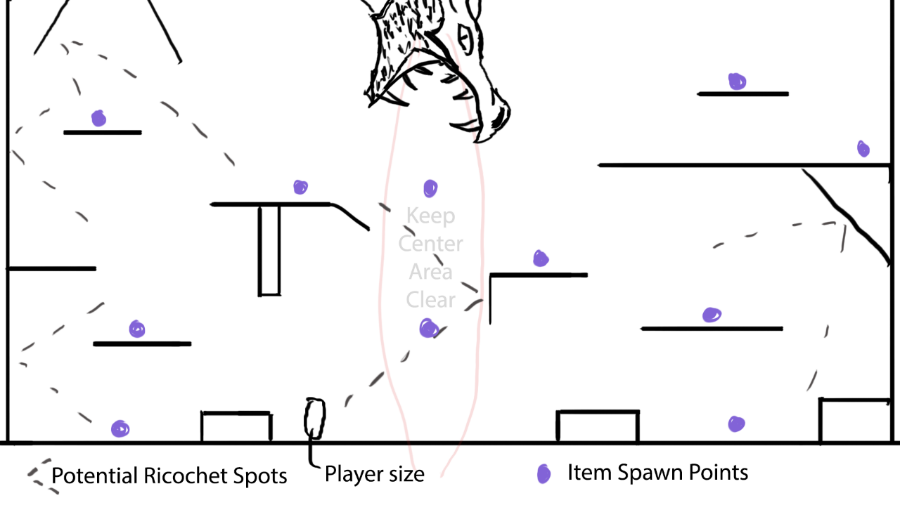 Keep
Center
Area
Clear
Potential Ricochet Spots
Player size
Item Spawn Points